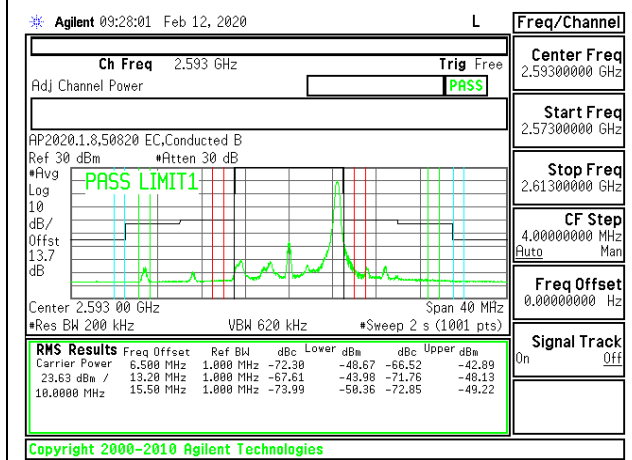 Agilent 09:28:01 Feb 12, 2020 L Freq/Channel
Ch Freq 2.593 GHz Trig Free
Adj Channel Power PASS
Center Freq
2.59300000 GHz
Start Freq
2.57300000 GHz
AP2020.1.8,50820 EC,Conducted B
Ref 30 dBm #Atten 30 dB
#Avg
Log
10
dB/
Offst
13.7
dB
PASS LIMIT1
Stop Freq
2.61300000 GHz
CF Step
4.00000000 MHz
Auto Man
Freq Offset
0.00000000 Hz
Center 2.593 00 GHz Span 40 MHz
#Res BW 200 kHz VBW 620 kHz #Sweep 2 s (1001 pts)
Signal Track
On Off
RMS Results Freq Offset Ref BW dBc Lower dBm dBc Upper dBm
Carrier Power 6.500 MHz 1.000 MHz -72.30 -48.67 -66.52 -42.89
23.63 dBm / 13.20 MHz 1.000 MHz -67.61 -43.98 -71.76 -48.13
10.0000 MHz 15.50 MHz 1.000 MHz -73.99 -50.36 -72.85 -49.22
Copyright 2000-2010 Agilent Technologies